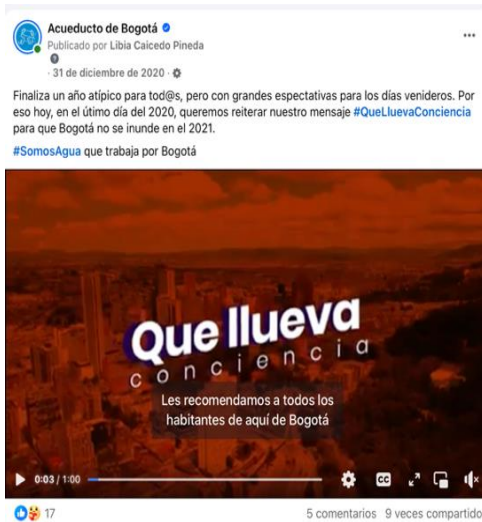 Acueducto de Bogotá
Publicado por Libia Caicedo Pineda
· 31 de diciembre de 2020 ·
Finaliza un año atípico para tod@s, pero con grandes espectativas para los días venideros. Por
eso hoy, en el útimo día del 2020, queremos reiterar nuestro mensaje #QueLluevaConciencia
para que Bogotá no se inunde en el 2021.
#SomosAgua que trabaja por Bogotá
Que llueva
conciencia
Les recomendamos a todos los
habitantes de aquí de Bogotá
0:03 / 1:00
CC
17
5 comentarios 9 veces compartido